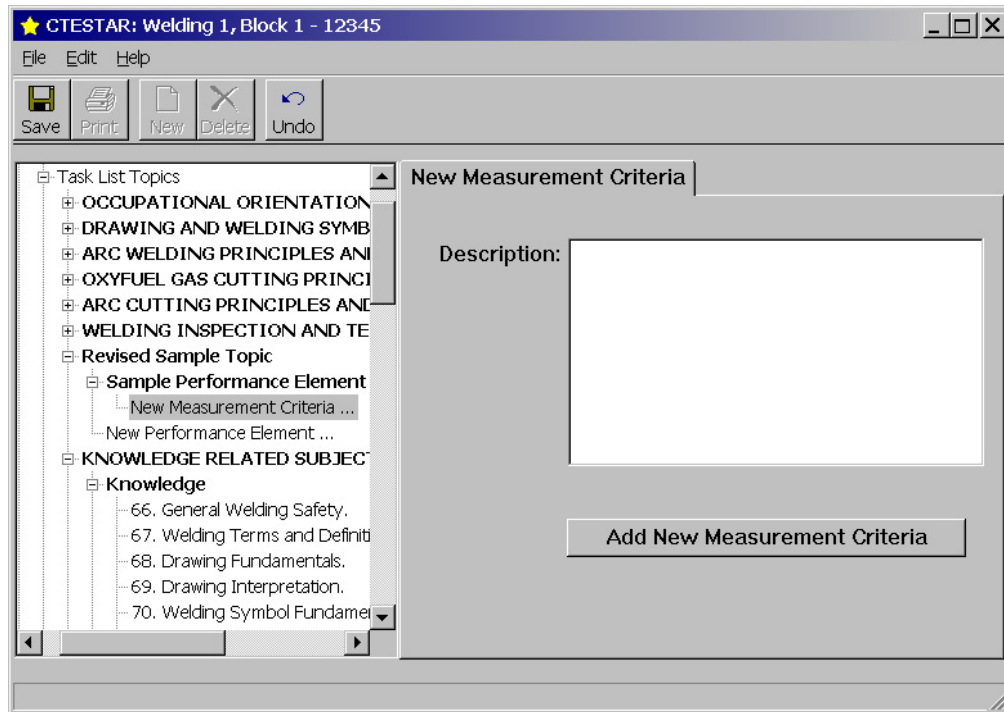 CTESTAR: Welding 1, Block 1 - 12345
File Edit Help
Save Print New Delete Undo
Task List Topics
OCCUPATIONAL ORIENTATION
DRAWING AND WELDING SYMB
ARC WELDING PRINCIPLES AN
OXYFUEL GAS CUTTING PRINCI
ARC CUTTING PRINCIPLES AND
WELDING INSPECTION AND TE
Revised Sample Topic
Sample Performance Element
New Measurement Criteria ...
New Performance Element ...
KNOWLEDGE RELATED SUBJECT
Knowledge
66. General Welding Safety.
67. Welding Terms and Definiti
68. Drawing Fundamentals.
69. Drawing Interpretation.
70. Welding Symbol Fundamen
New Measurement Criteria
Description:
Add New Measurement Criteria